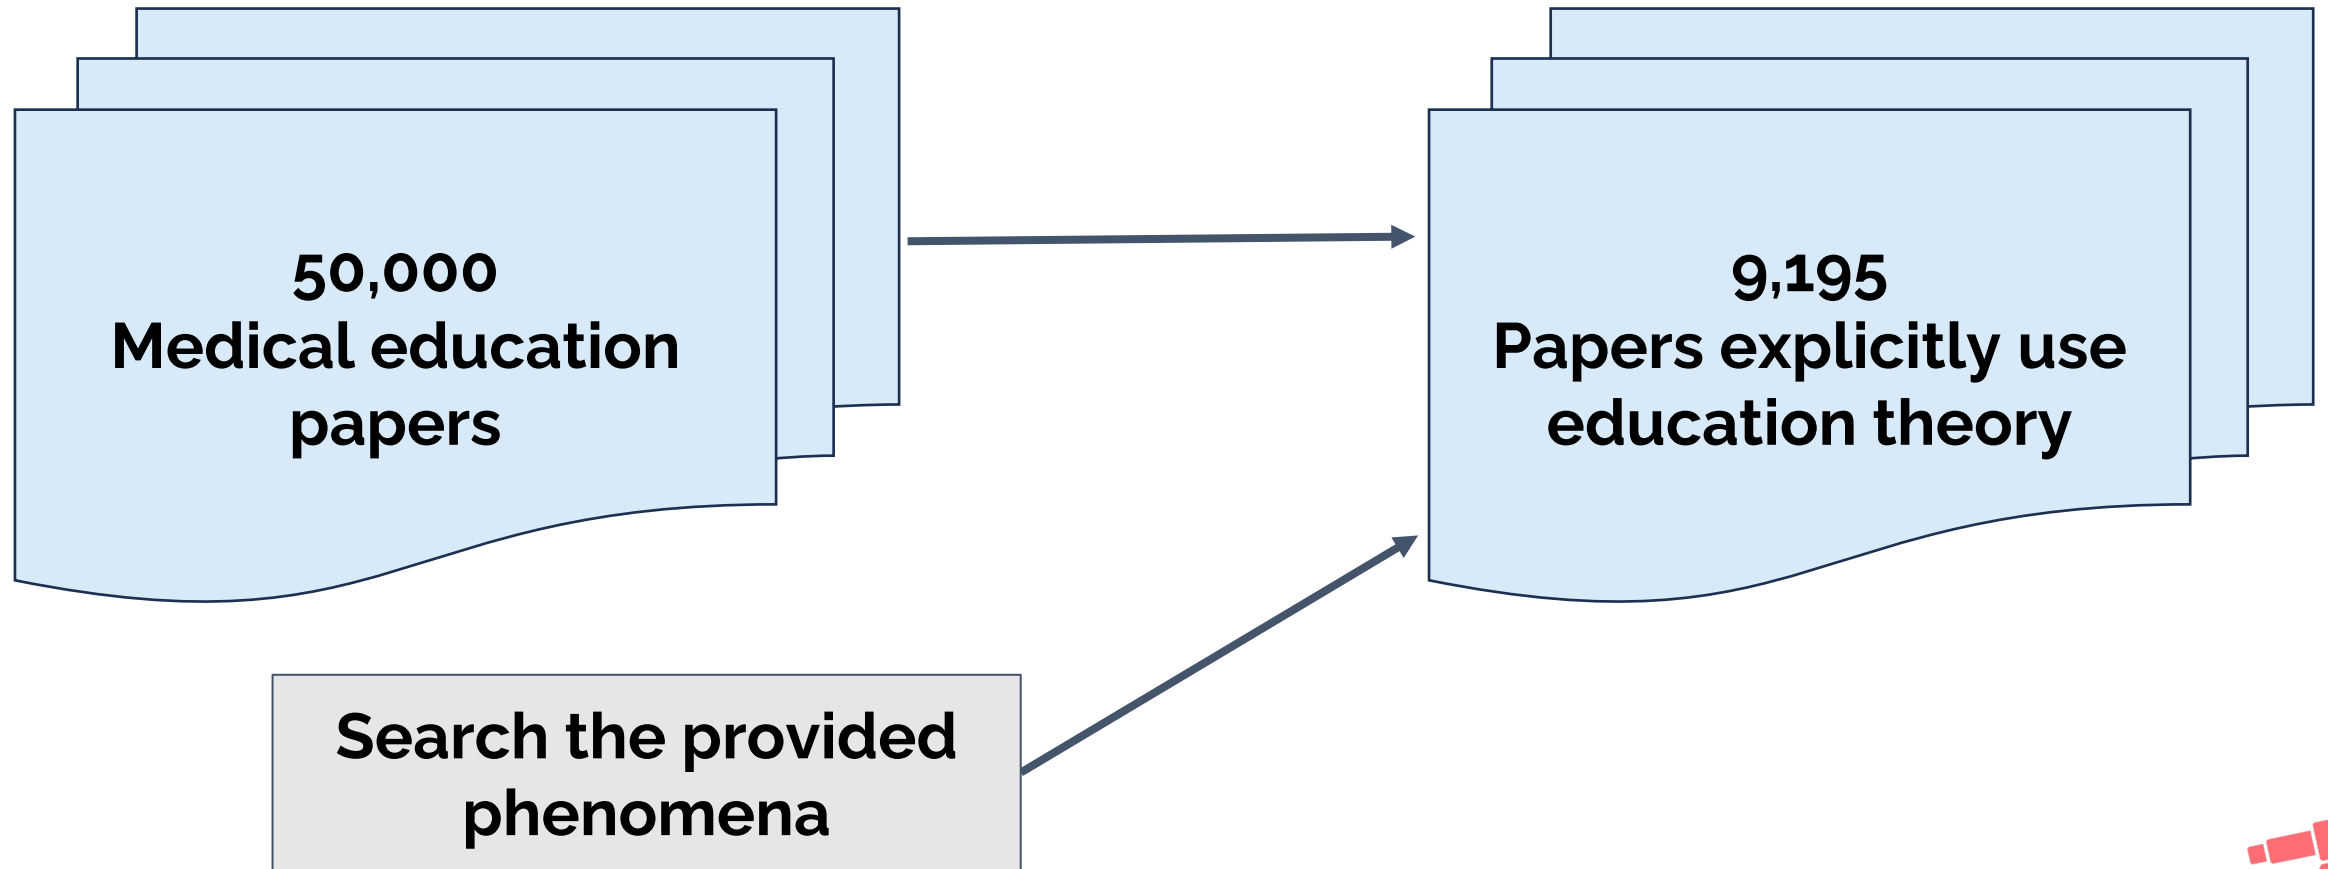 50,000
Medical education
papers
9,195
Papers explicitly use
education theory
Search the provided
phenomena